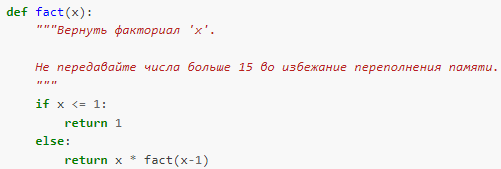 def fact(x):
    """Вернуть факториал 'x'.

    Не передавайте числа больше 15 во избежание переполнения памяти.
    """
    if x <= 1:
        return 1
    else:
        return x * fact(x-1)